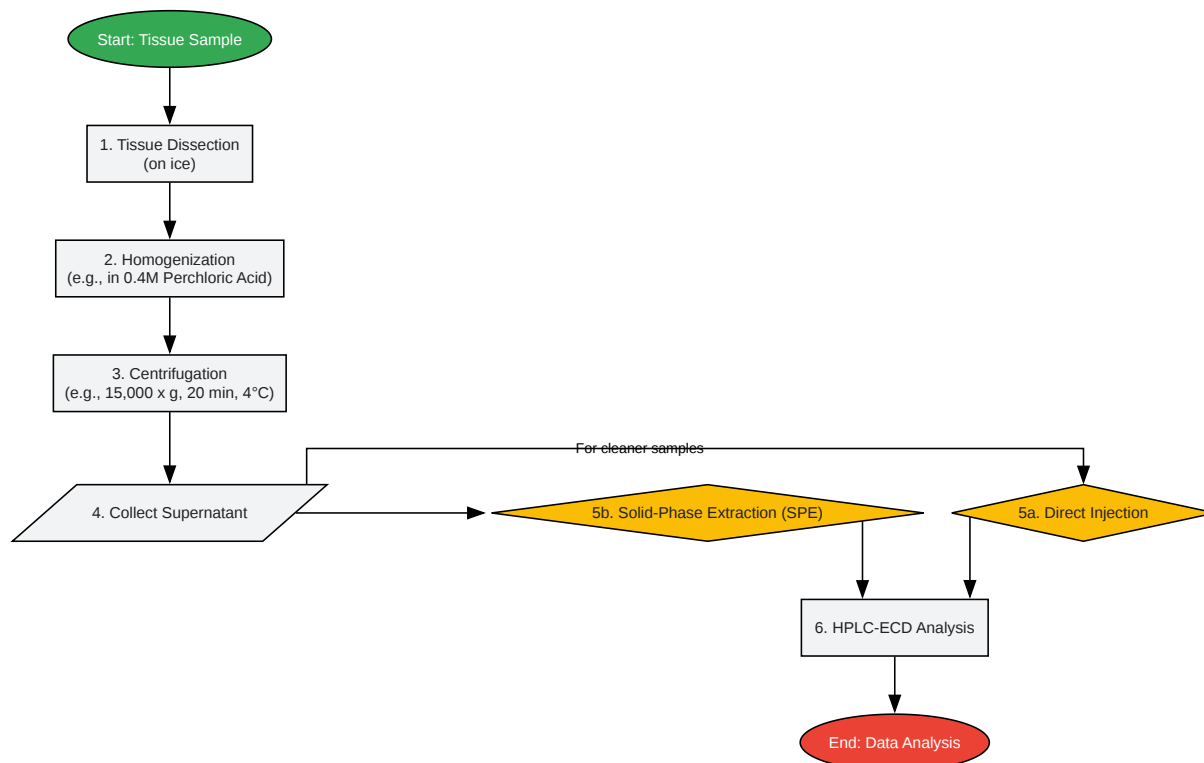 Start: Tissue Sample
1. Tissue Dissection
(on ice)
2. Homogenization
(e.g., in 0.4M Perchloric Acid)
3. Centrifugation
(e.g., 15,000 x g, 20 min, 4°C)
For cleaner samples
4. Collect Supernatant
5b. Solid-Phase Extraction (SPE)
5a. Direct Injection
6. HPLC-ECD Analysis
End: Data Analysis